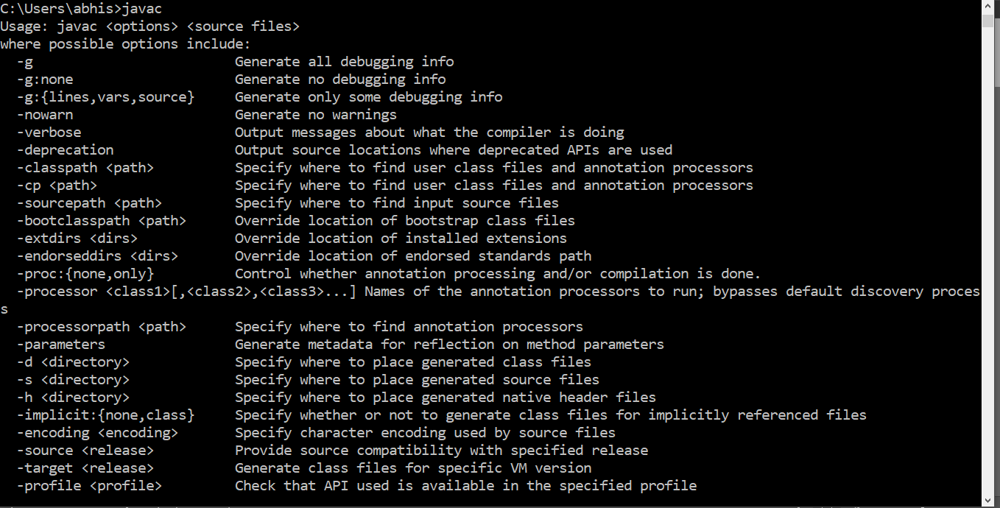 C:\Users\abhis>javac
Usage: javac <options> <source files>
where possible options include:
  -g                         Generate all debugging info
  -g:none                    Generate no debugging info
  -g:{lines,vars,source}     Generate only some debugging info
  -nowarn                    Generate no warnings
  -verbose                   Output messages about what the compiler is doing
  -deprecation               Output source locations where deprecated APIs are used
  -classpath <path>          Specify where to find user class files and annotation processors
  -cp <path>                 Specify where to find user class files and annotation processors
  -sourcepath <path>         Specify where to find input source files
  -bootclasspath <path>      Override location of bootstrap class files
  -extdirs <dirs>            Override location of installed extensions
  -endorseddirs <dirs>       Override location of endorsed standards path
  -proc:{none,only}          Control whether annotation processing and/or compilation is done.
  -processor <class1>[,<class2>,<class3>...] Names of the annotation processors to run; bypasses default discovery proces
s
  -processorpath <path>      Specify where to find annotation processors
  -parameters                Generate metadata for reflection on method parameters
  -d <directory>             Specify where to place generated class files
  -s <directory>             Specify where to place generated source files
  -h <directory>             Specify where to place generated native header files
  -implicit:{none,class}     Specify whether or not to generate class files for implicitly referenced files
  -encoding <encoding>       Specify character encoding used by source files
  -source <release>          Provide source compatibility with specified release
  -target <release>          Generate class files for specific VM version
  -profile <profile>         Check that API used is available in the specified profile